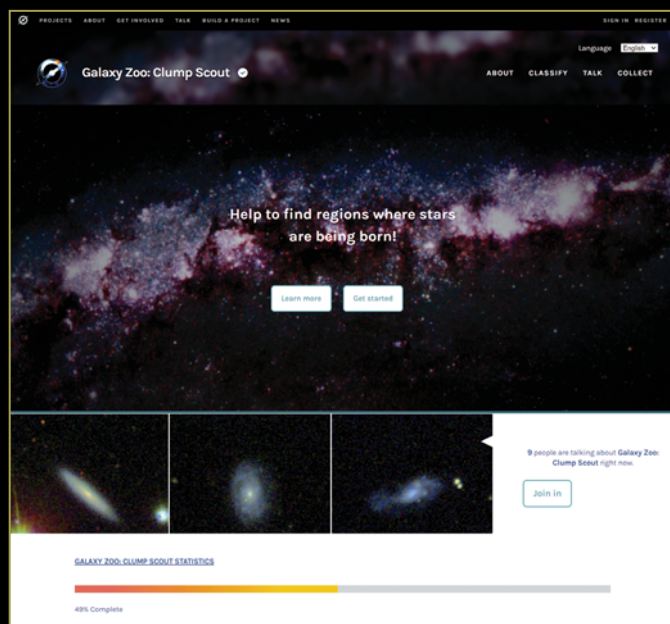 PROJECTS ABOUT GET INVOLVED TALK BUILD A PROJECT NEWS SIGN IN REGISTER
Language English
Galaxy Zoo: Clump Scout ABOUT CLASSIFY TALK COLLECT
Help to find regions where stars
are being born!
Learn more Get started
9 people are talking about Galaxy Zoo:
Clump Scout right now.
Join in
GALAXY ZOO: CLUMP SCOUT STATISTICS
49% Complete